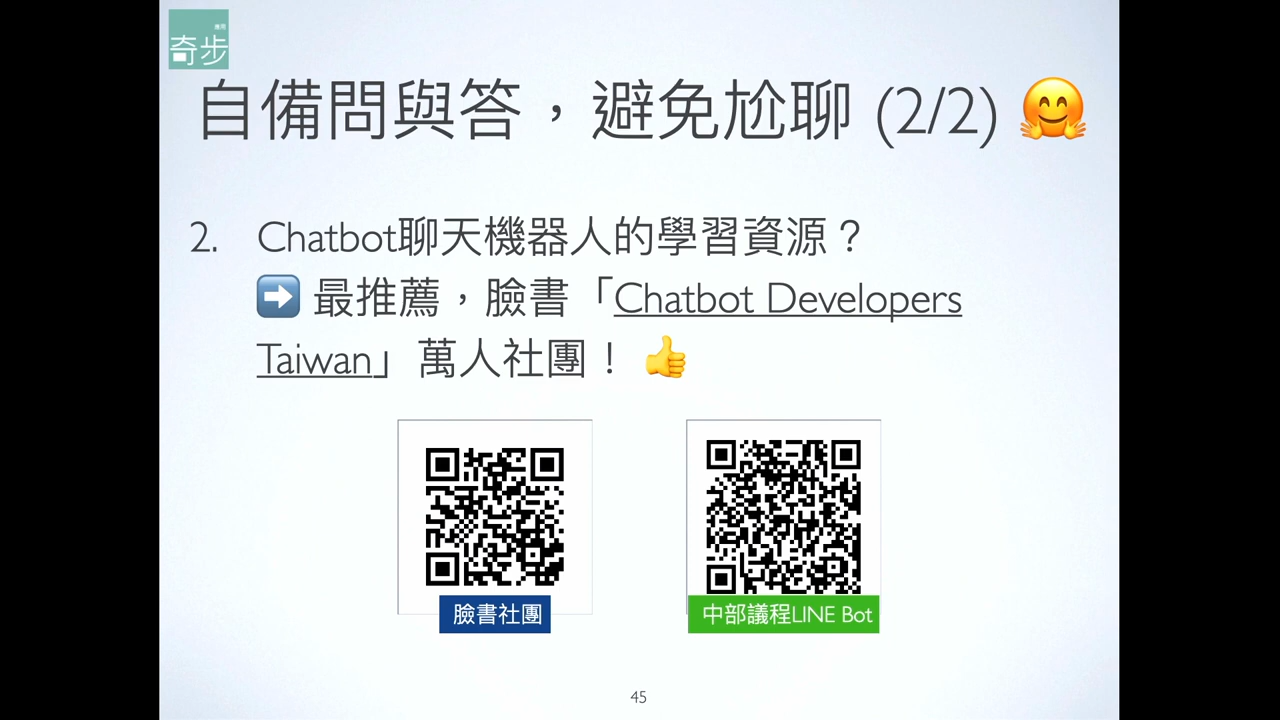 應用
奇步
自備問與答，避免尬聊 (2/2) 🤗
2. Chatbot聊天機器人的學習資源？
➡️ 最推薦，臉書「Chatbot Developers
Taiwan」萬人社團！ 👍
臉書社團
中部議程LINE Bot
45